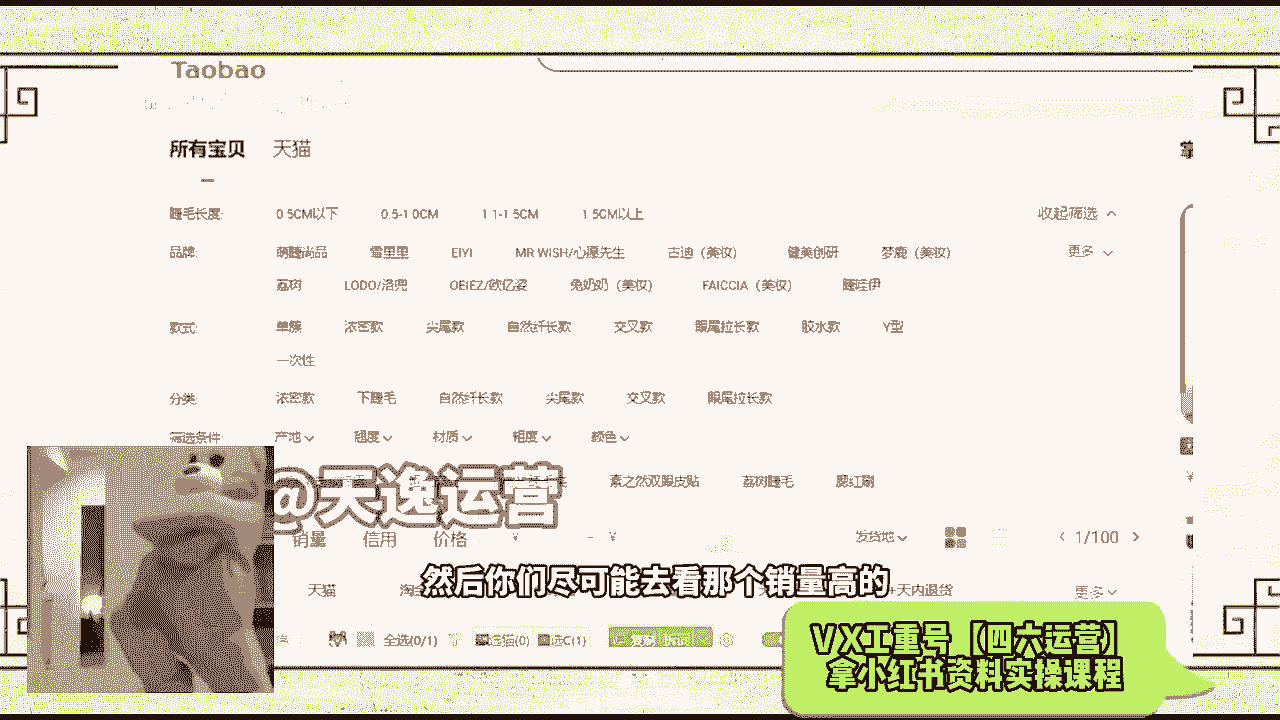 Taobao
所有宝贝 天猫
睫毛长度: 0.5CM以下 0.5-1.0CM 1.1-1.5CM 1.5CM以上 收起筛选
品牌: 萌睫尚品 霉里里 EIYI MR.WISH/心愿先生 古迪（美妆） 健美创研 梦鹿（美妆） 更多
荔树 LODO/洛兜 OEIEZ/欧亿姿 兔奶奶（美妆） FAICCIA（美妆） 睫哇伊
款式: 单簇 浓密款 尖尾款 自然纤长款 交叉款 眼尾拉长款 胶水款 Y型
一次性
分类: 浓密款 下睫毛 自然纤长款 尖尾款 交叉款 眼尾拉长款
筛选条件 产地 翘度 材质 粗度 颜色
素之然双眼皮贴 荔树睫毛 腮红刷
@天逸运营
销量 信用 价格 ¥ - ¥ 发货地 1/100
然后你们尽可能去看那个销量高的
天猫 天内退货 更多
全选(0/1) 选猫(0) 选C(1)
VX工重号【四六运营】
拿小红书资料实操课程